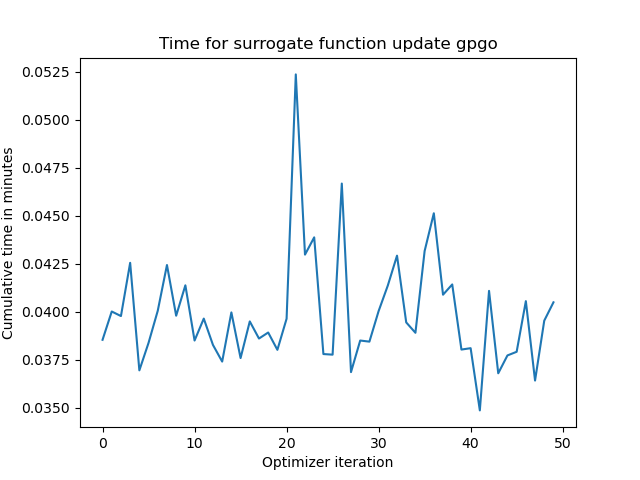 Time for surrogate function update gpgo
Cumulative time in minutes
0.0525
0.0500
0.0475
0.0450
0.0425
0.0400
0.0375
0.0350
0 10 20 30 40 50
Optimizer iteration